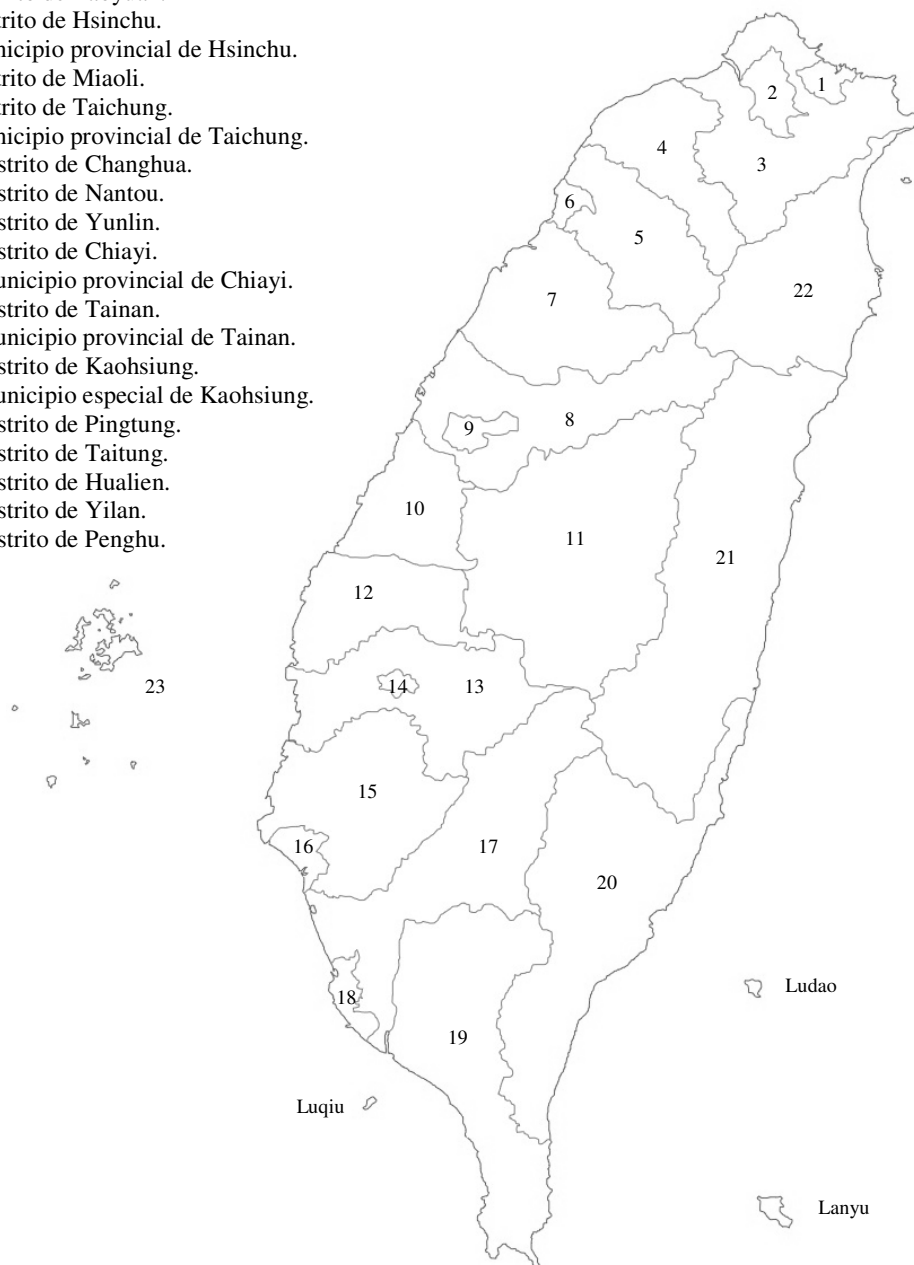 trito de Hsinchu.
nicipio provincial de Hsinchu.
trito de Miaoli.
trito de Taichung.
nicipio provincial de Taichung.
strito de Changhua.
strito de Nantou.
strito de Yunlin.
strito de Chiayi.
unicipio provincial de Chiayi.
strito de Tainan.
unicipio provincial de Tainan.
strito de Kaohsiung.
unicipio especial de Kaohsiung.
strito de Pingtung.
strito de Taitung.
strito de Hualien.
strito de Yilan.
strito de Penghu.
1
2
3
4
5
6
7
22
8
9
10
11
21
12
13
14
23
15
16
17
20
18
19
Ludao
Luqiu
Lanyu